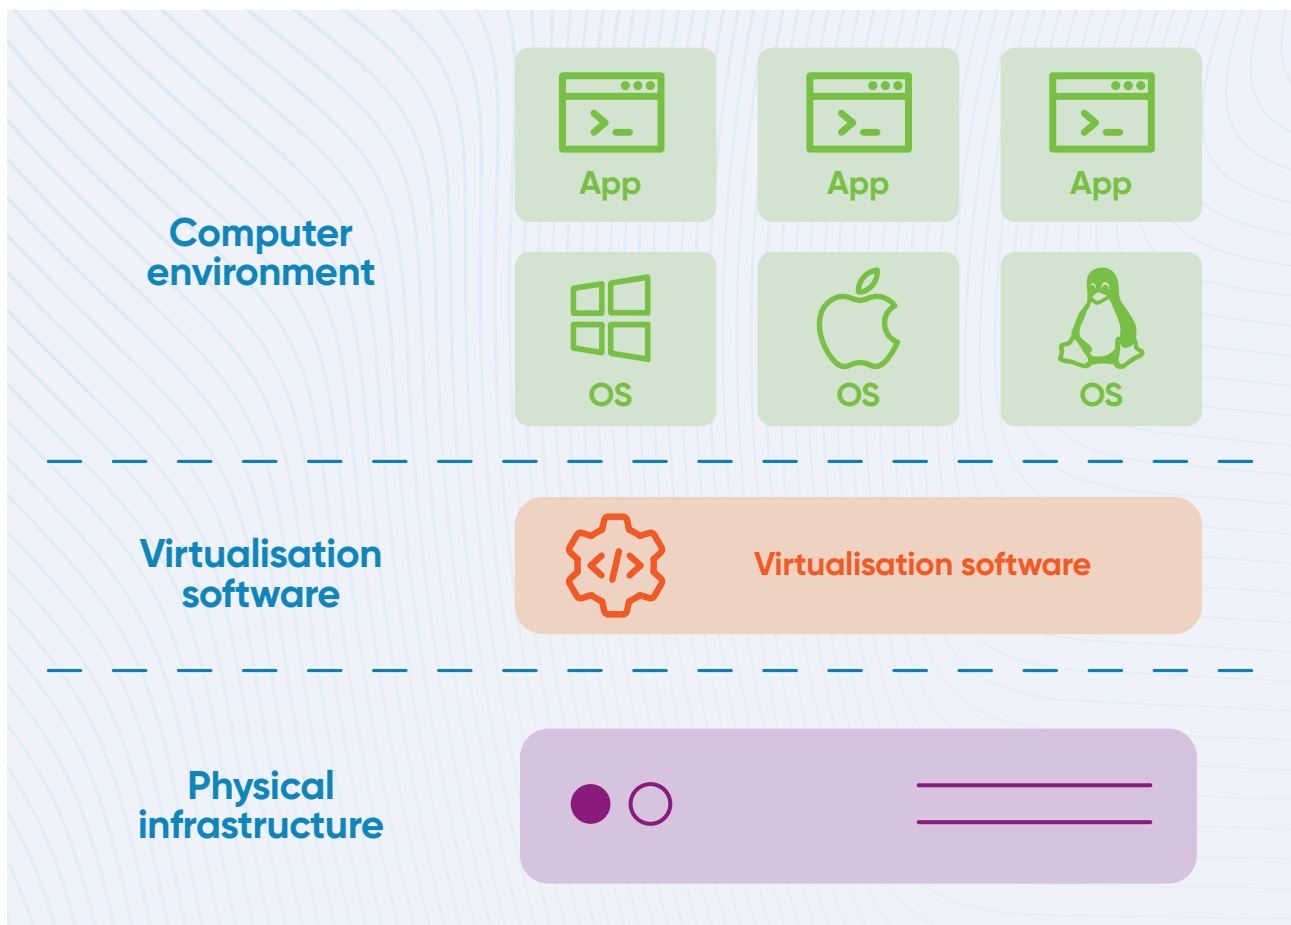 App
App
App
Computer
environment
OS
OS
OS
Virtualisation
software
Virtualisation software
Physical
infrastructure